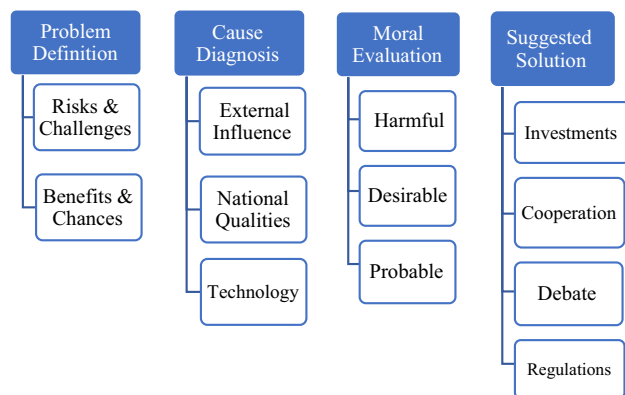 Problem
Definition
Risks &
Challenges
Benefits &
Chances
Cause
Diagnosis
External
Influence
National
Qualities
Technology
Moral
Evaluation
Harmful
Desirable
Probable
Suggested
Solution
Investments
Cooperation
Debate
Regulations